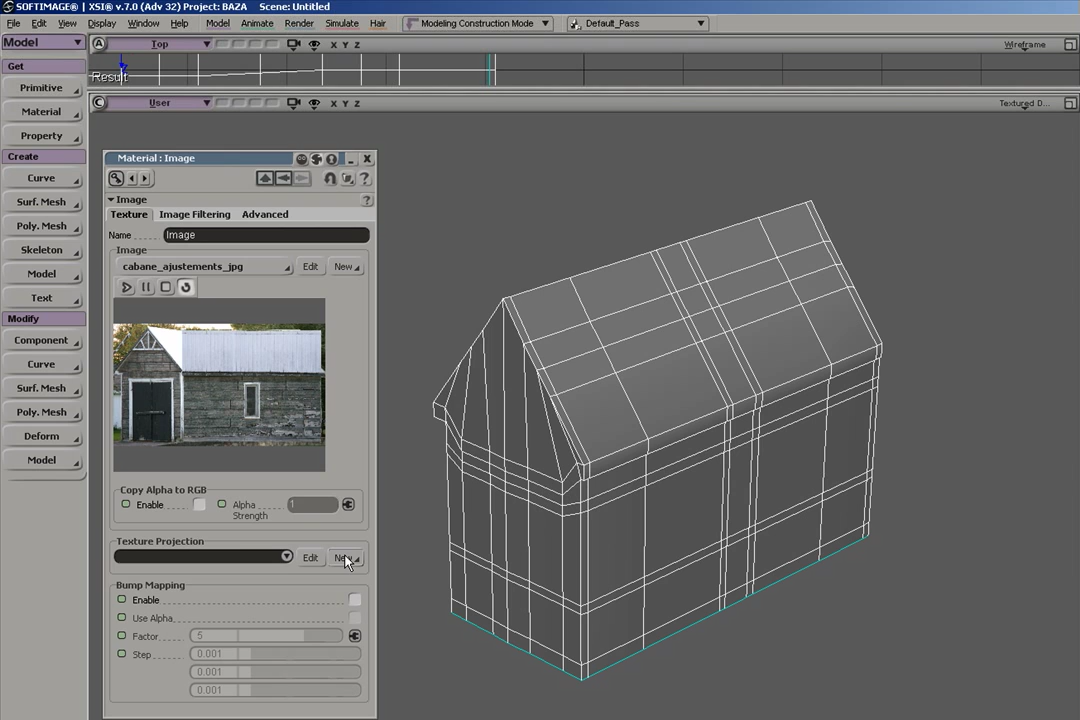 SOFTIMAGE® | XSI® v.7.0 (Adv 32) Project: BAZA Scene: Untitled
File Edit View Display Window Help Model Animate Render Simulate Hair Modeling Construction Mode Default_Pass
Model
A Top X Y Z Wireframe
Get
Result
Primitive
C User X Y Z Textured D...
Material
Property
Create
Curve
Surf. Mesh
Poly. Mesh
Skeleton
Model
Text
Modify
Component
Curve
Surf. Mesh
Poly. Mesh
Deform
Model
Material : Image
Image ?
Texture Image Filtering Advanced
Name Image
Image
cabane_ajustements_jpg Edit New
Copy Alpha to RGB
Enable Alpha Strength 1
Texture Projection
Edit New
Bump Mapping
Enable
Use Alpha
Factor 5
Step 0.001
0.001
0.001